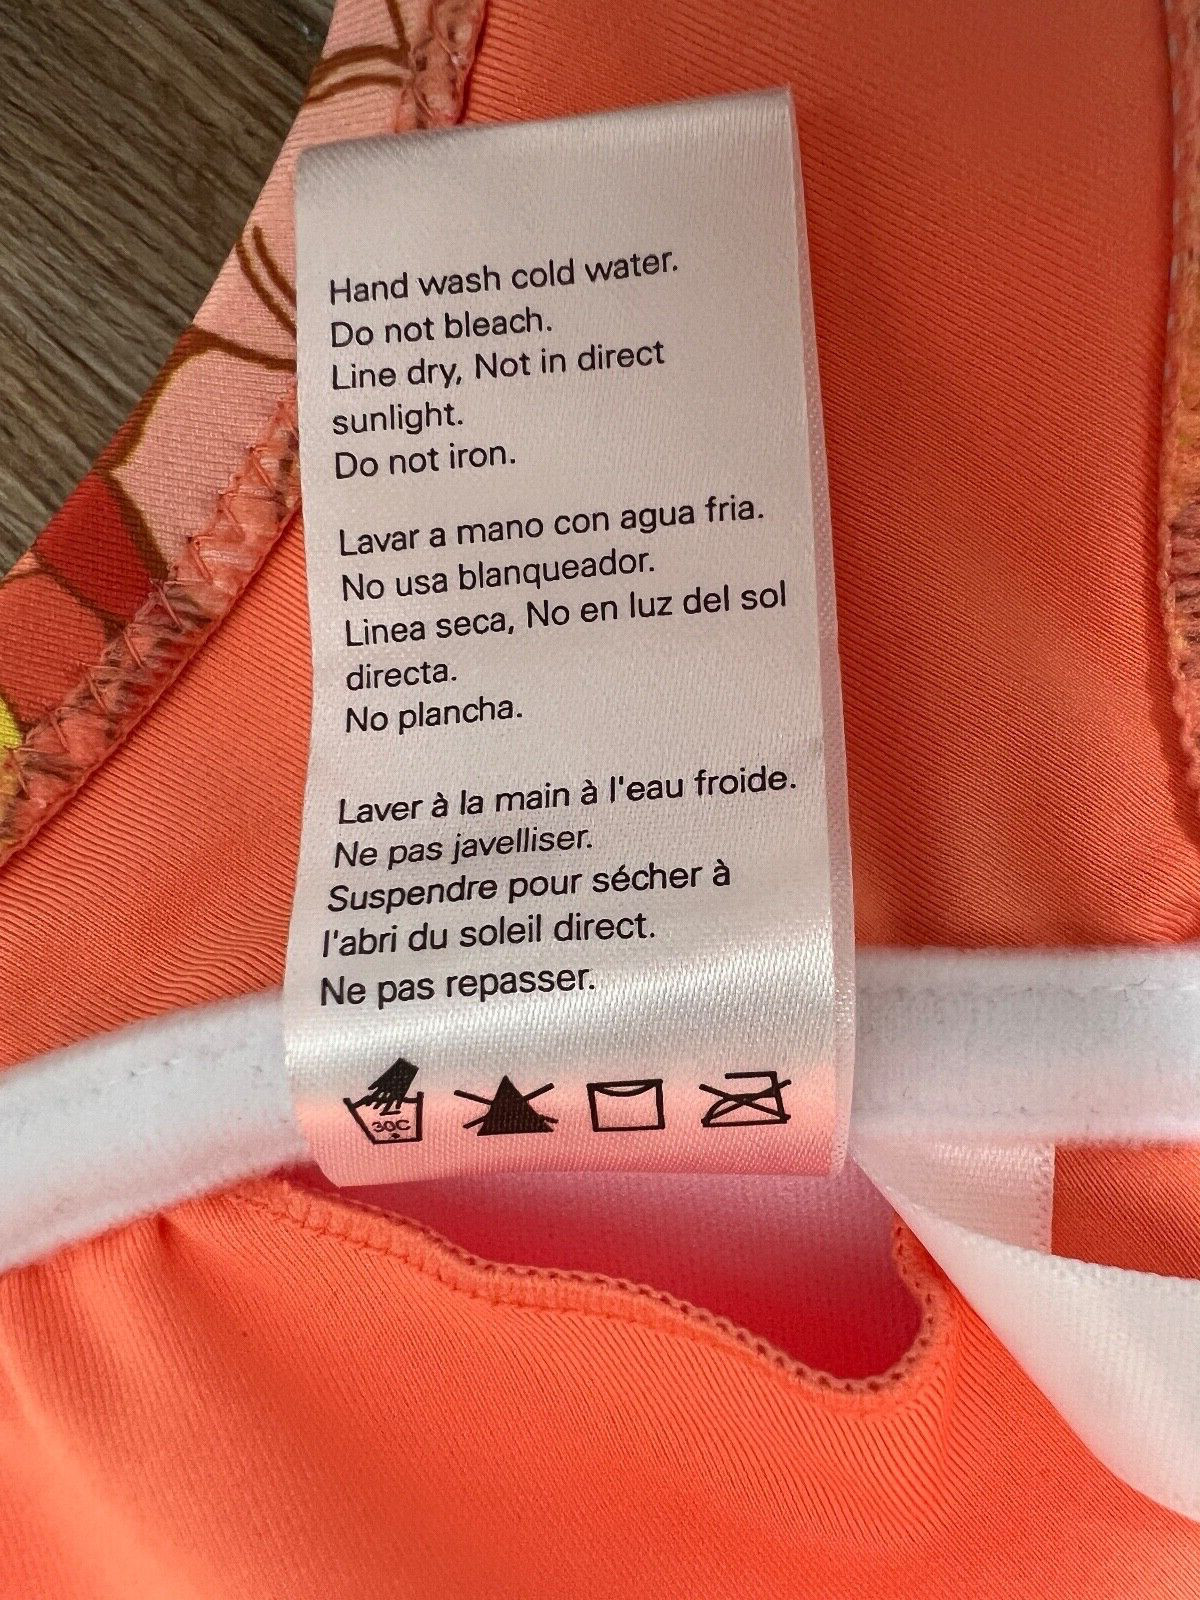 Hand wash cold water.
Do not bleach.
Line dry, Not in direct
sunlight.
Do not iron.
Lavar a mano con agua fria.
No usa blanqueador.
Linea seca, No en luz del sol
directa.
No plancha.
Laver à la main à l'eau froide.
Ne pas javelliser.
Suspendre pour sécher à
l'abri du soleil direct.
Ne pas repasser.
30C